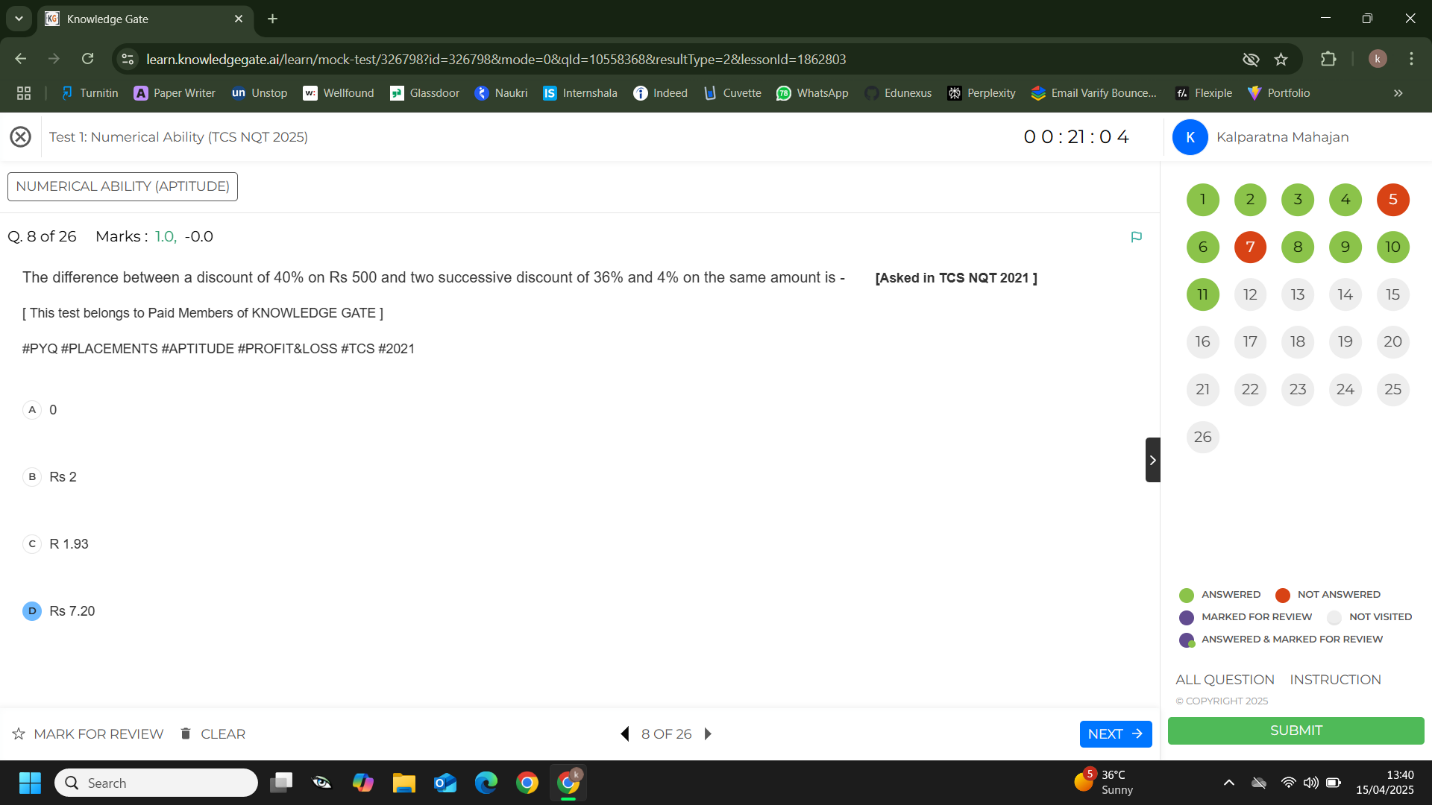 KG Knowledge Gate
learn.knowledgegate.ai/learn/mock-test/326798?id=326798&mode=0&qId=10558368&resultType=2&lessonId=1862803
k
Turnitin
A Paper Writer
un Unstop
w: Wellfound
Glassdoor
Naukri
IS Internshala
Indeed
Cuvette
WhatsApp
Edunexus
Perplexity
Email Varify Bounce...
Flexiple
Portfolio
Test 1: Numerical Ability (TCS NQT 2025)
0 0 : 21 : 0 4
K
Kalparatna Mahajan
NUMERICAL ABILITY (APTITUDE)
Q. 8 of 26 Marks : 1.0, -0.0
The difference between a discount of 40% on Rs 500 and two successive discount of 36% and 4% on the same amount is - [Asked in TCS NQT 2021 ]
[ This test belongs to Paid Members of KNOWLEDGE GATE ]
#PYQ #PLACEMENTS #APTITUDE #PROFIT&LOSS #TCS #2021
A 0
B Rs 2
C R 1.93
D Rs 7.20
MARK FOR REVIEW
CLEAR
8 OF 26
NEXT
1 2 3 4 5
6 7 8 9 10
11 12 13 14 15
16 17 18 19 20
21 22 23 24 25
26
ANSWERED
NOT ANSWERED
MARKED FOR REVIEW
NOT VISITED
ANSWERED & MARKED FOR REVIEW
ALL QUESTION
INSTRUCTION
© COPYRIGHT 2025
SUBMIT
Search
k
5
36°C
Sunny
13:40
15/04/2025